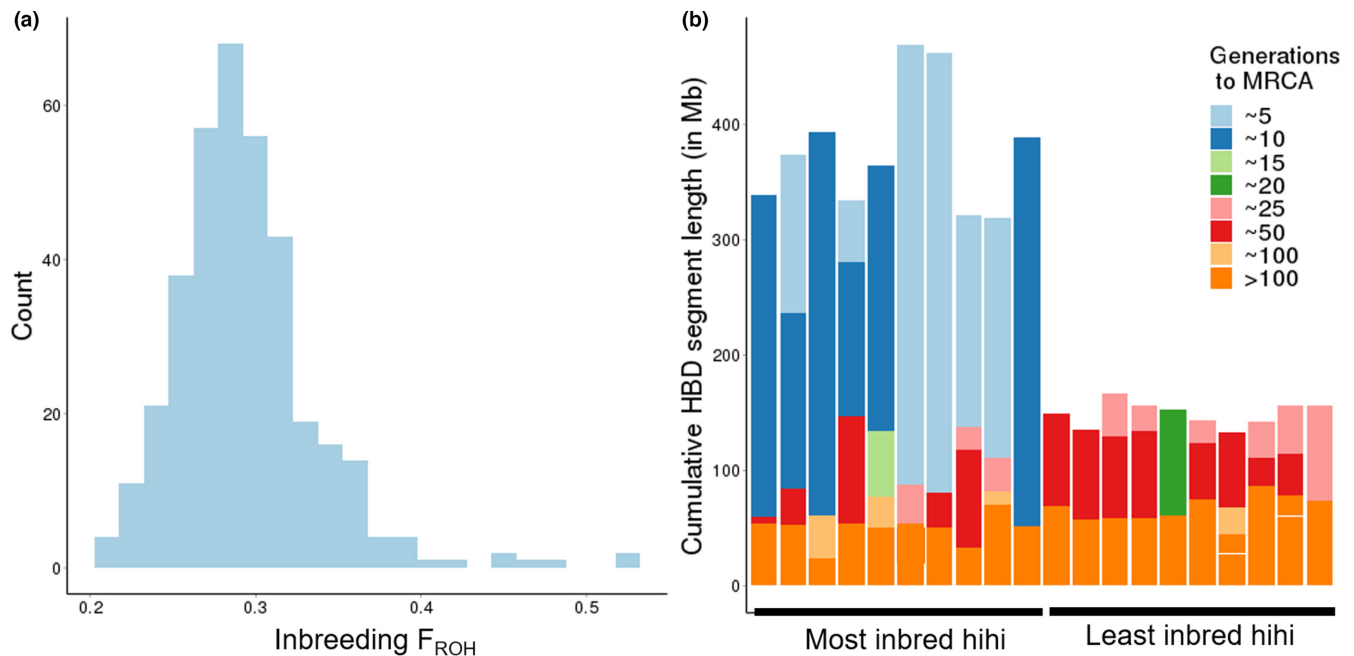 (a)
Count
60
40
20
0
0.2
0.3
0.4
0.5
Inbreeding FROH
(b)
Cumulative HBD segment length (in Mb)
400
300
200
100
0
Generations
to MRCA
~5
~10
~15
~20
~25
~50
~100
>100
Most inbred hihi
Least inbred hihi